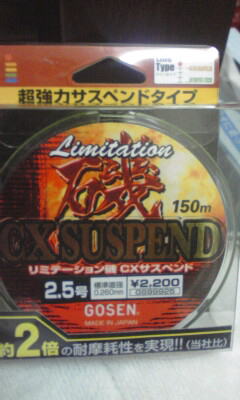 Line
Type
超強力サスペンドタイプ
Limitation
磯
150m
CX SUSPEND
リミテーション磯 CXサスペンド
2.5号
標準直径
0.260mm
¥2,200
GOSEN
MADE IN JAPAN
約2倍の耐摩耗性を実現!!(当社比)